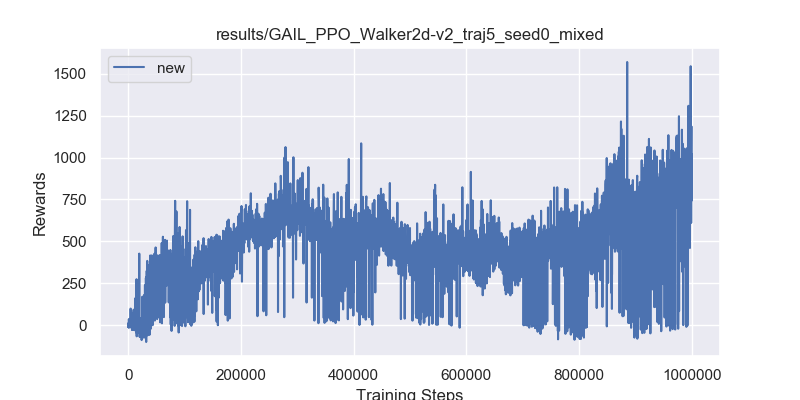 results/GAIL_PPO_Walker2d-v2_traj5_seed0_mixed
new
Rewards
1500
1250
1000
750
500
250
0
0 200000 400000 600000 800000 1000000
Training Steps